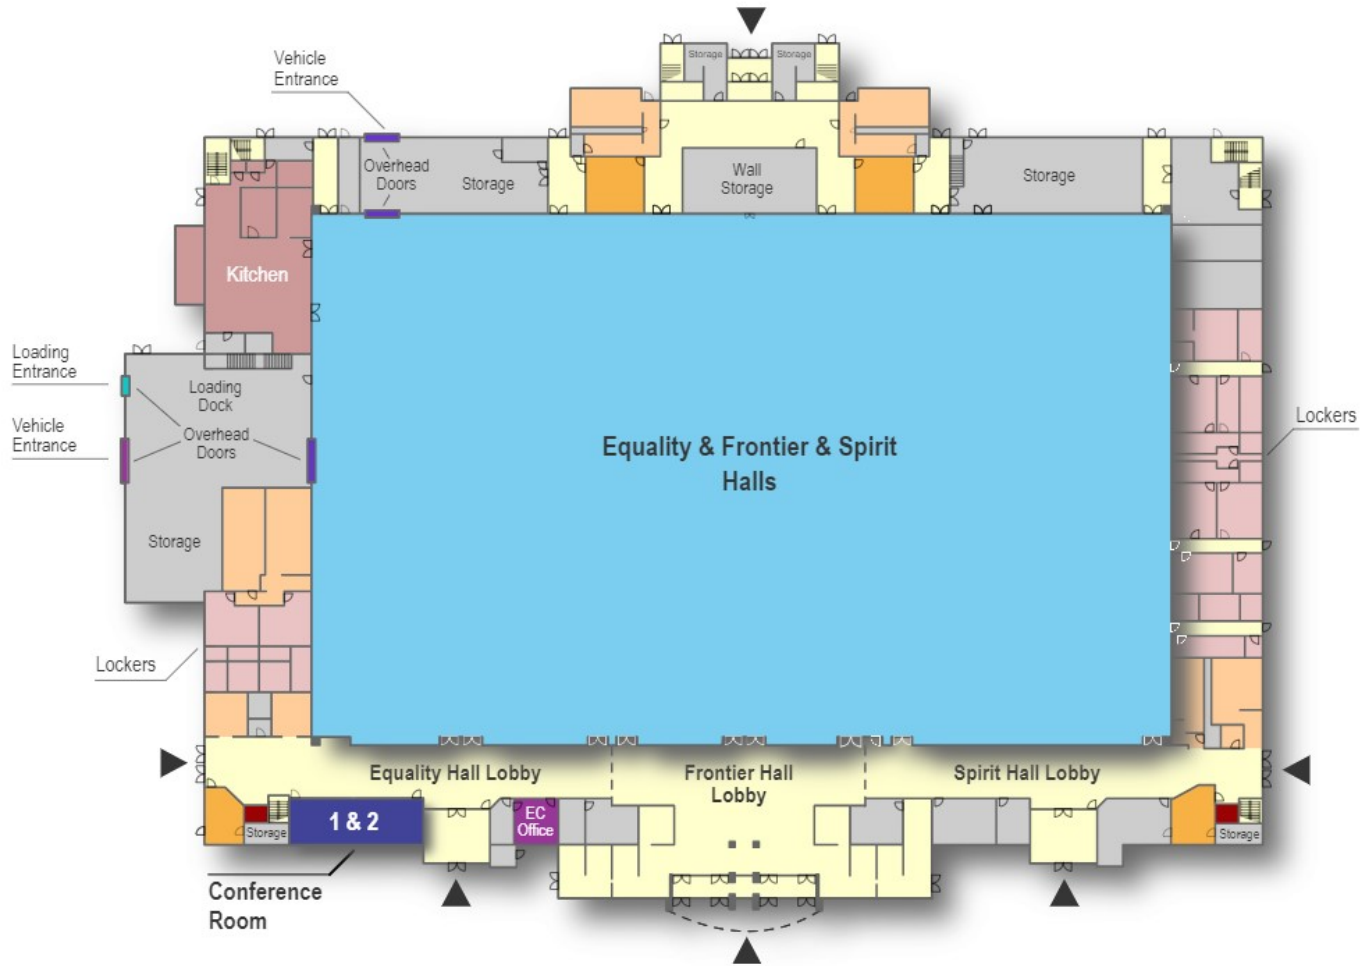 Storage
Storage
Vehicle
Entrance
Overhead
Doors
Storage
Wall
Storage
Storage
Kitchen
Loading
Entrance
Loading
Dock
Vehicle
Entrance
Overhead
Doors
Lockers
Equality & Frontier & Spirit
Halls
Storage
Lockers
Equality Hall Lobby
Frontier Hall
Lobby
Spirit Hall Lobby
1 & 2
EC
Office
Storage
Storage
Conference
Room